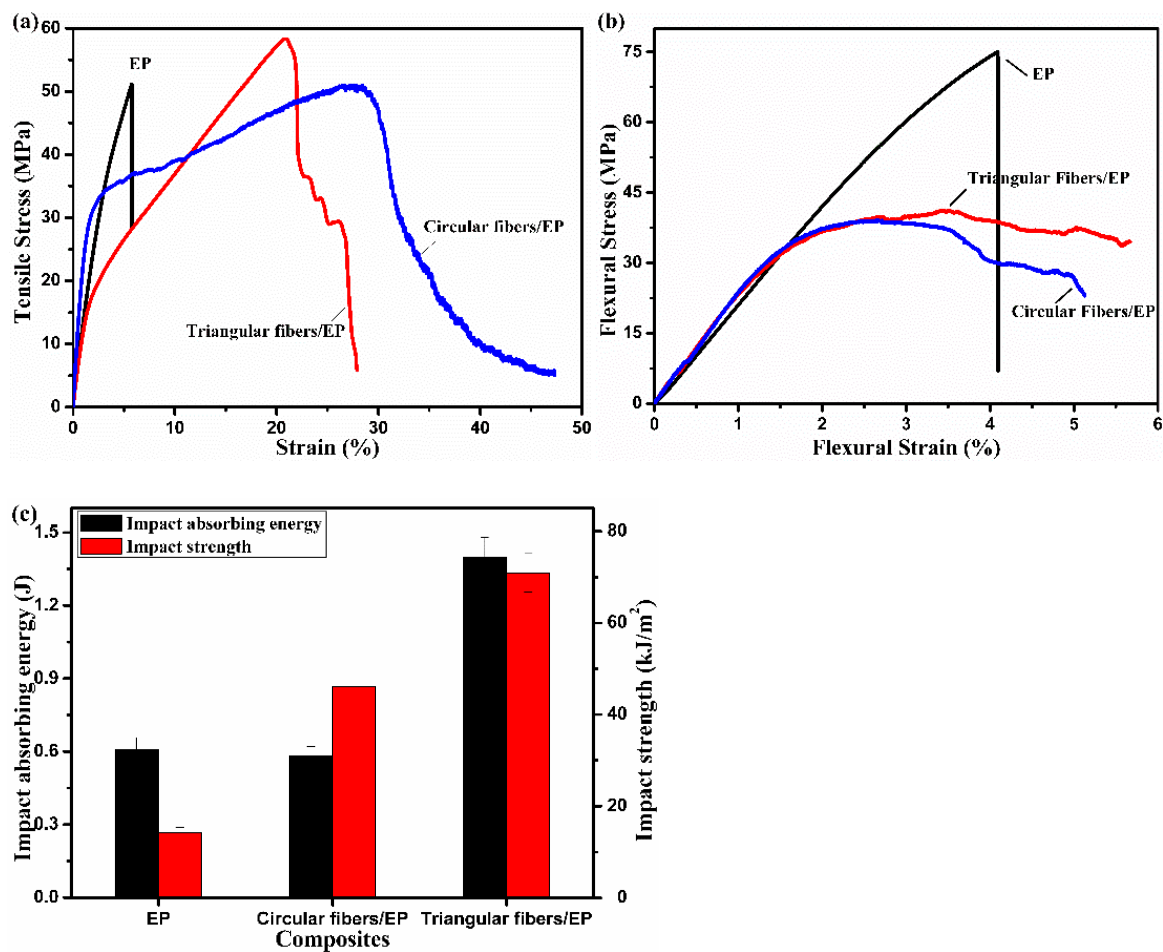 (a)
60
50
40
30
20
10
0
Tensile Stress (MPa)
EP
Circular fibers/EP
Triangular fibers/EP
0 10 20 30 40 50
Strain (%)
(b)
75
60
45
30
15
0
Flexural Stress (MPa)
EP
Triangular Fibers/EP
Circular Fibers/EP
0 1 2 3 4 5 6
Flexural Strain (%)
(c)
Impact absorbing energy
Impact strength
1.5
1.2
0.9
0.6
0.3
0.0
Impact absorbing energy (J)
80
60
40
20
0
Impact strength (kJ/m²)
EP Circular fibers/EP Triangular fibers/EP
Composites